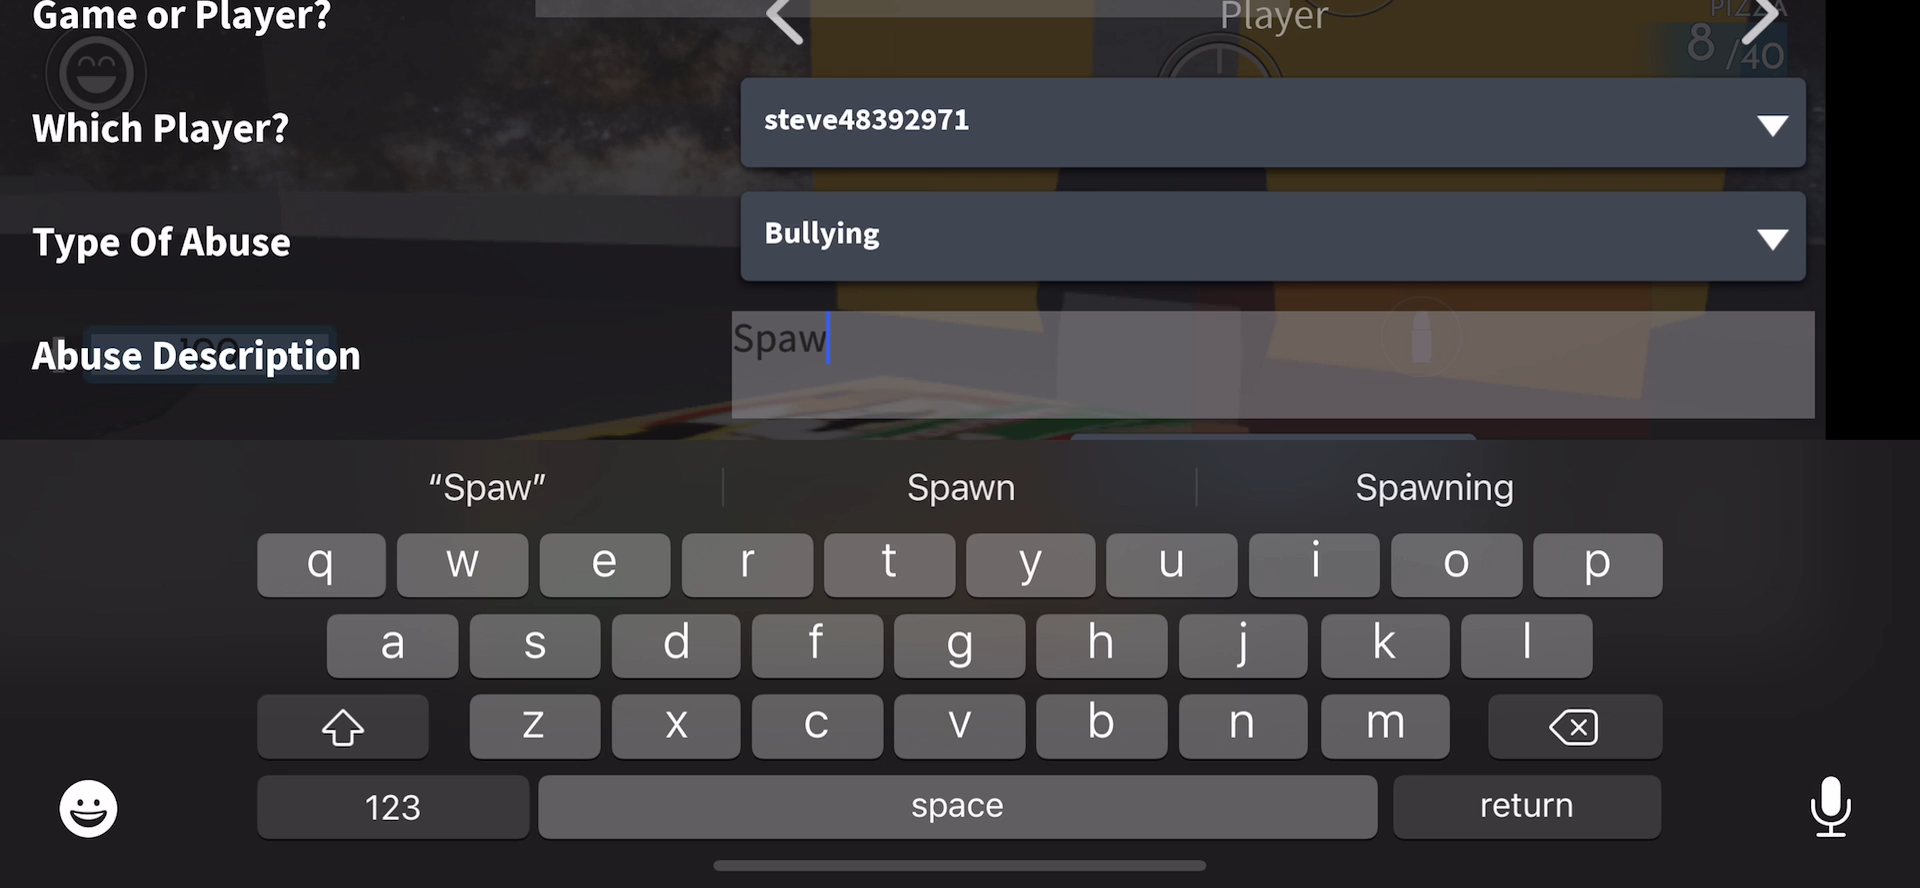 Game or Player?
Player
PIZZA
8/40
Which Player?
steve48392971
Type Of Abuse
Bullying
Abuse Description
Spaw
“Spaw”
Spawn
Spawning
q w e r t y u i o p
a s d f g h j k l
z x c v b n m
123
space
return